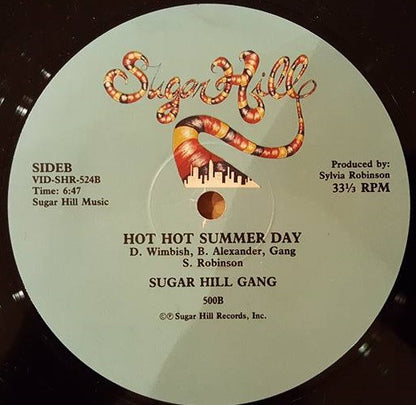 Sugar Hill
SIDEB
VID-SHR-524B
Time: 6:47
Sugar Hill Music
Produced by:
Sylvia Robinson
33⅓ RPM
HOT HOT SUMMER DAY
D. Wimbish, B. Alexander, Gang
S. Robinson
SUGAR HILL GANG
500B
©℗ Sugar Hill Records, Inc.